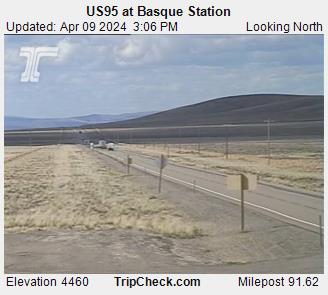 US95 at Basque Station
Updated: Apr 09 2024 3:06 PM Looking North
Elevation 4460 TripCheck.com Milepost 91.62